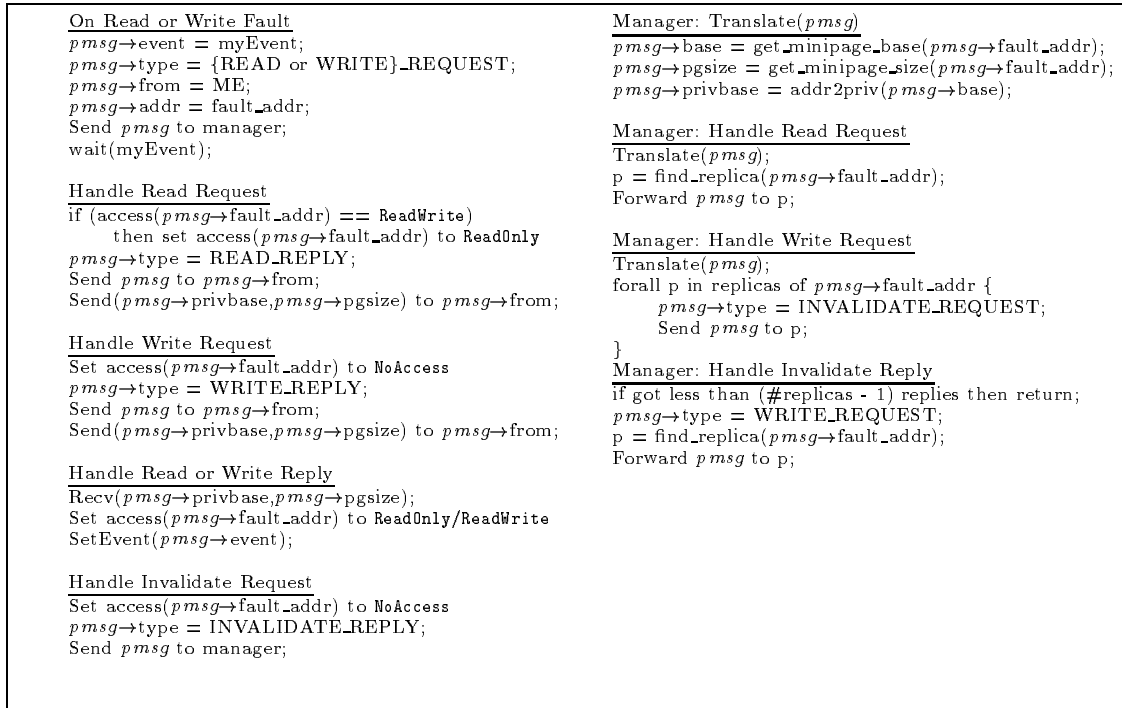 On Read or Write Fault
pmsg→event = myEvent;
pmsg→type = {READ or WRITE}_REQUEST;
pmsg→from = ME;
pmsg→addr = fault_addr;
Send pmsg to manager;
wait(myEvent);
Handle Read Request
if (access(pmsg→fault_addr) == ReadWrite)
then set access(pmsg→fault_addr) to ReadOnly
pmsg→type = READ_REPLY;
Send pmsg to pmsg→from;
Send(pmsg→privbase,pmsg→pgsize) to pmsg→from;
Handle Write Request
Set access(pmsg→fault_addr) to NoAccess
pmsg→type = WRITE_REPLY;
Send pmsg to pmsg→from;
Send(pmsg→privbase,pmsg→pgsize) to pmsg→from;
Handle Read or Write Reply
Recv(pmsg→privbase,pmsg→pgsize);
Set access(pmsg→fault_addr) to ReadOnly/ReadWrite
SetEvent(pmsg→event);
Handle Invalidate Request
Set access(pmsg→fault_addr) to NoAccess
pmsg→type = INVALIDATE_REPLY;
Send pmsg to manager;
Manager: Translate(pmsg)
pmsg→base = get_minipage_base(pmsg→fault_addr);
pmsg→pgsize = get_minipage_size(pmsg→fault_addr);
pmsg→privbase = addr2priv(pmsg→base);
Manager: Handle Read Request
Translate(pmsg);
p = find_replica(pmsg→fault_addr);
Forward pmsg to p;
Manager: Handle Write Request
Translate(pmsg);
forall p in replicas of pmsg→fault_addr {
pmsg→type = INVALIDATE_REQUEST;
Send pmsg to p;
}
Manager: Handle Invalidate Reply
if got less than (#replicas - 1) replies then return;
pmsg→type = WRITE_REQUEST;
p = find_replica(pmsg→fault_addr);
Forward pmsg to p;